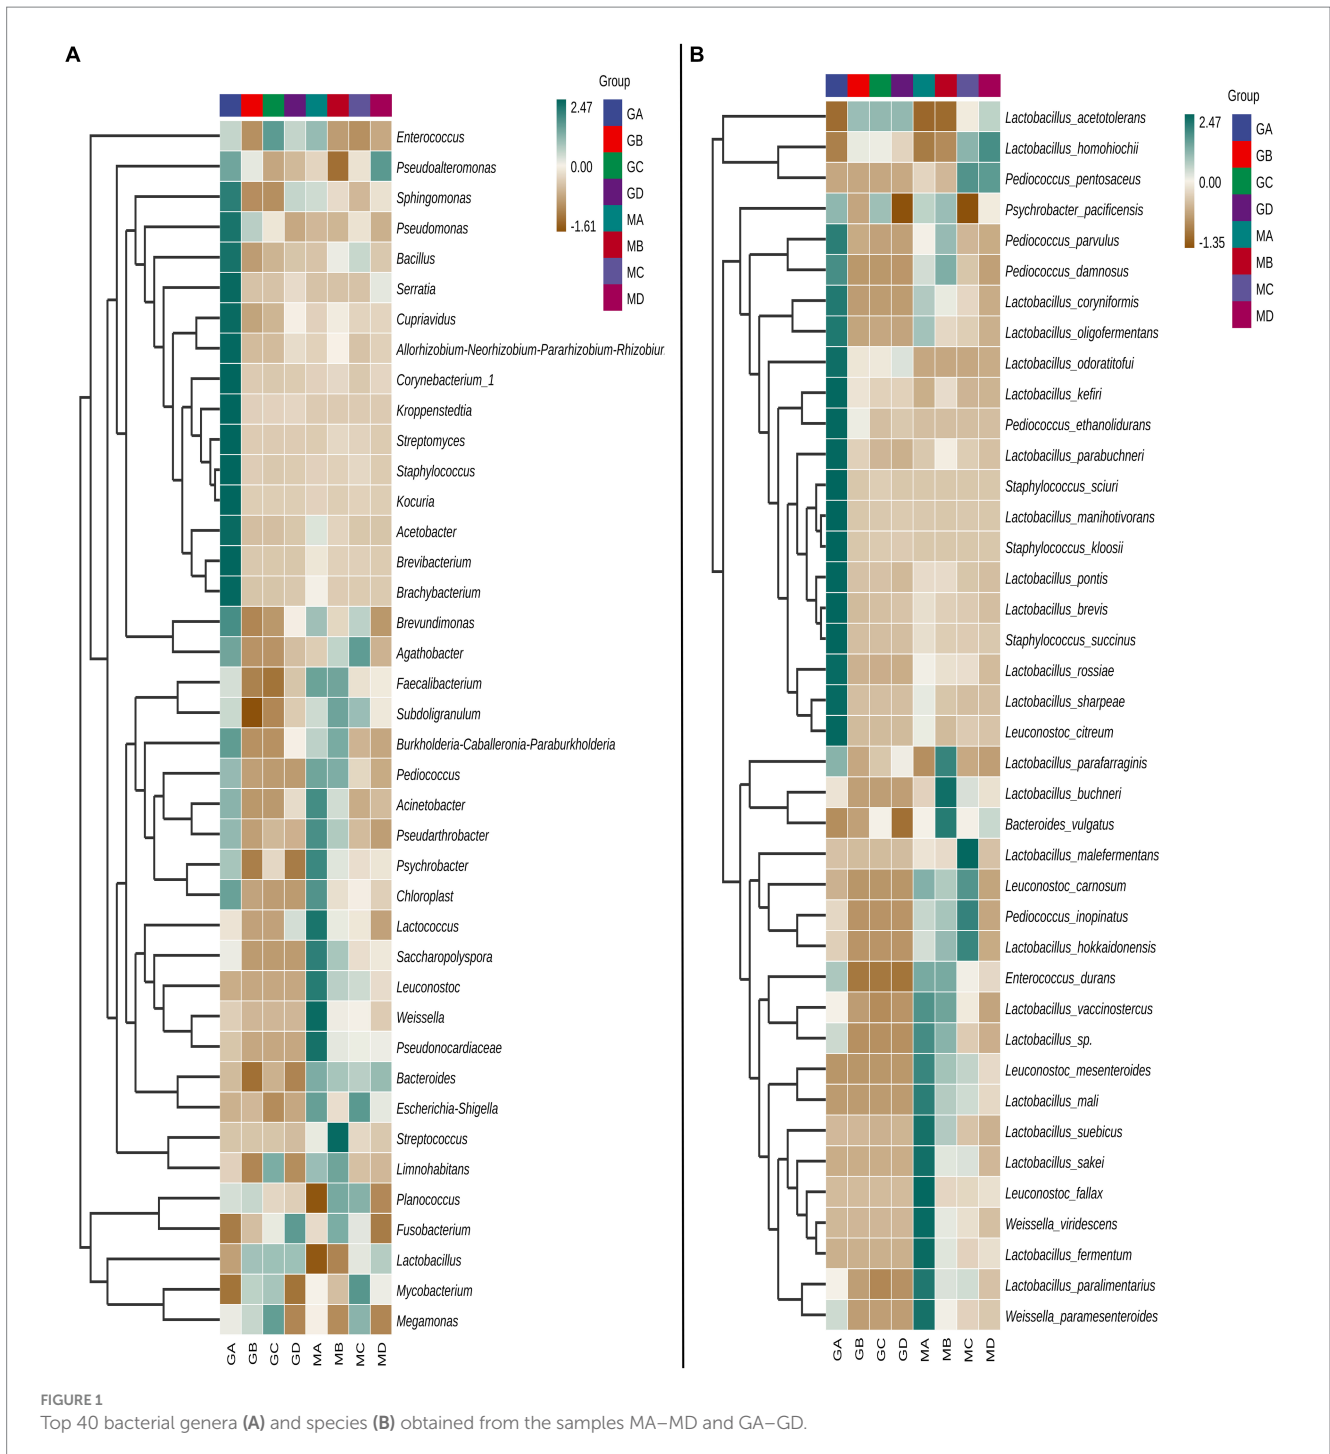 A
Group
2.47
0.00
-1.61
GA
GB
GC
GD
MA
MB
MC
MD
Enterococcus
Pseudoalteromonas
Sphingomonas
Pseudomonas
Bacillus
Serratia
Cupriavidus
Allorhizobium-Neorhizobium-Pararhizobium-Rhizobiur
Corynebacterium_1
Kroppenstedtia
Streptomyces
Staphylococcus
Kocuria
Acetobacter
Brevibacterium
Brachybacterium
Brevundimonas
Agathobacter
Faecalibacterium
Subdoligranulum
Burkholderia-Caballeronia-Paraburkholderia
Pediococcus
Acinetobacter
Pseudarthrobacter
Psychrobacter
Chloroplast
Lactococcus
Saccharopolyspora
Leuconostoc
Weissella
Pseudonocardiaceae
Bacteroides
Escherichia-Shigella
Streptococcus
Limnohabitans
Planococcus
Fusobacterium
Lactobacillus
Mycobacterium
Megamonas
GA GB GC GD MA MB MC MD
B
Group
2.47
0.00
-1.35
GA
GB
GC
GD
MA
MB
MC
MD
Lactobacillus_acetotolerans
Lactobacillus_homohiochii
Pediococcus_pentosaceus
Psychrobacter_pacificensis
Pediococcus_parvulus
Pediococcus_damnosus
Lactobacillus_coryniformis
Lactobacillus_oligofermentans
Lactobacillus_odoratitofui
Lactobacillus_kefiri
Pediococcus_ethanolidurans
Lactobacillus_parabuchneri
Staphylococcus_sciuri
Lactobacillus_manihotivorans
Staphylococcus_kloosii
Lactobacillus_pontis
Lactobacillus_brevis
Staphylococcus_succinus
Lactobacillus_rossiae
Lactobacillus_sharpeae
Leuconostoc_citreum
Lactobacillus_parafarraginis
Lactobacillus_buchneri
Bacteroides_vulgatus
Lactobacillus_malefermentans
Leuconostoc_carnosum
Pediococcus_inopinatus
Lactobacillus_hokkaidonensis
Enterococcus_durans
Lactobacillus_vaccinostercus
Lactobacillus_sp.
Leuconostoc_mesenteroides
Lactobacillus_mali
Lactobacillus_suebicus
Lactobacillus_sakei
Leuconostoc_fallax
Weissella_viridescens
Lactobacillus_fermentum
Lactobacillus_paralimentarius
Weissella_paramesenteroides
GA GB GC GD MA MB MC MD
FIGURE 1
Top 40 bacterial genera (A) and species (B) obtained from the samples MA–MD and GA–GD.